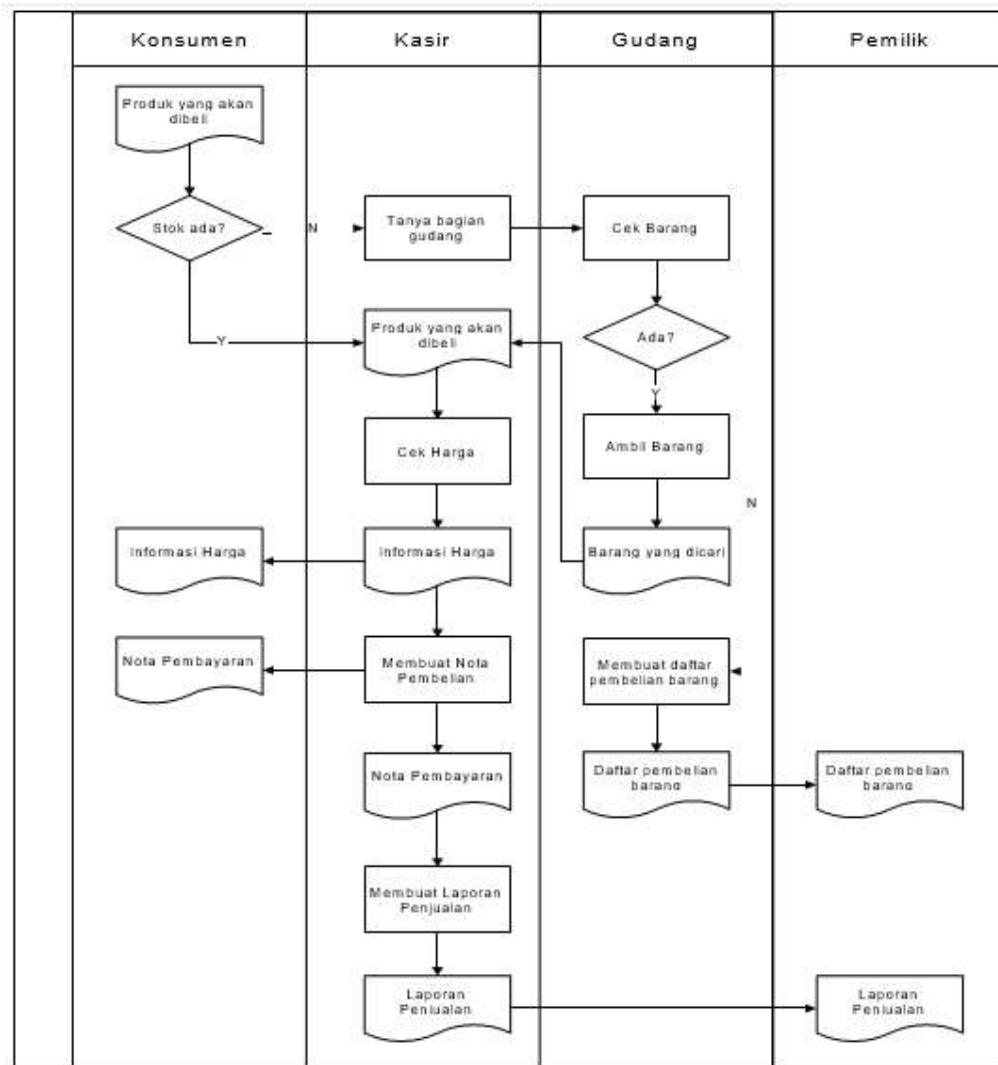 Konsumen
Kasir
Gudang
Pemilik
Produk yang akan
dibeli
Stok ada?
N
Tanya bagian
gudang
Cek Barang
Produk yang akan
dibeli
Ada?
Y
Y
Cek Harga
Ambil Barang
N
Informasi Harga
Informasi Harga
Barang yang dicari
Nota Pembayaran
Membuat Nota
Pembelian
Membuat daftar
pembelian barang
Nota Pembayaran
Daftar pembelian
barang
Daftar pembelian
barang
Membuat Laporan
Penjualan
Laporan
Penjualan
Laporan
Penjualan